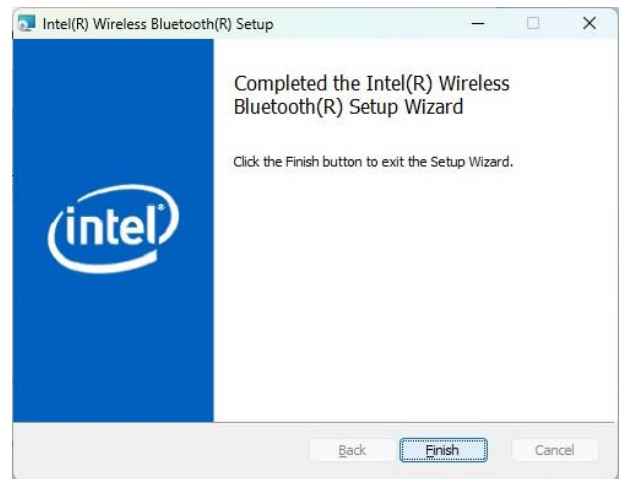 Intel(R) Wireless Bluetooth(R) Setup
Completed the Intel(R) Wireless
Bluetooth(R) Setup Wizard
Click the Finish button to exit the Setup Wizard.
intel
Back Finish Cancel